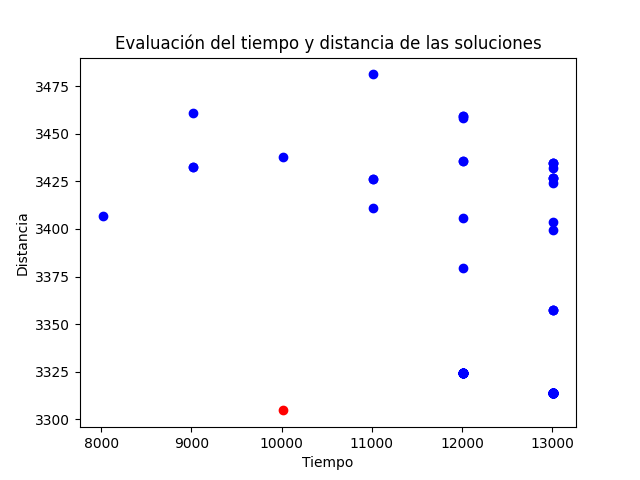 Evaluación del tiempo y distancia de las soluciones
3475
3450
3425
3400
3375
3350
3325
3300
Distancia
8000 9000 10000 11000 12000 13000
Tiempo